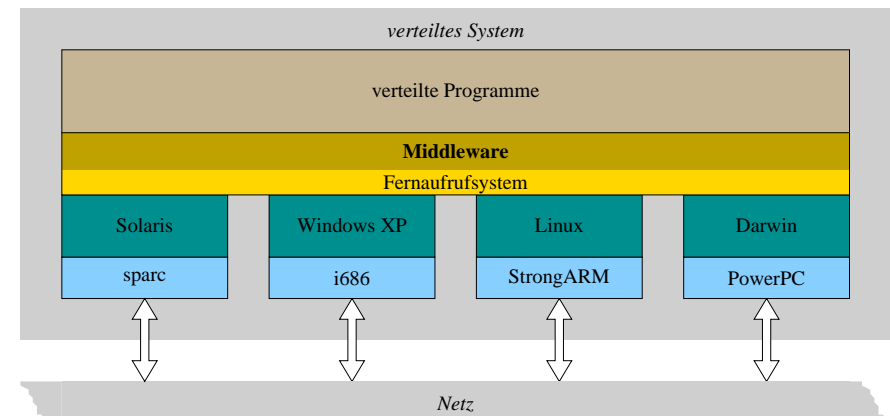 verteiltes System
verteilte Programme
Middleware
Fernaufrufsystem
Solaris
Windows XP
Linux
Darwin
sparc
i686
StrongARM
PowerPC
Netz